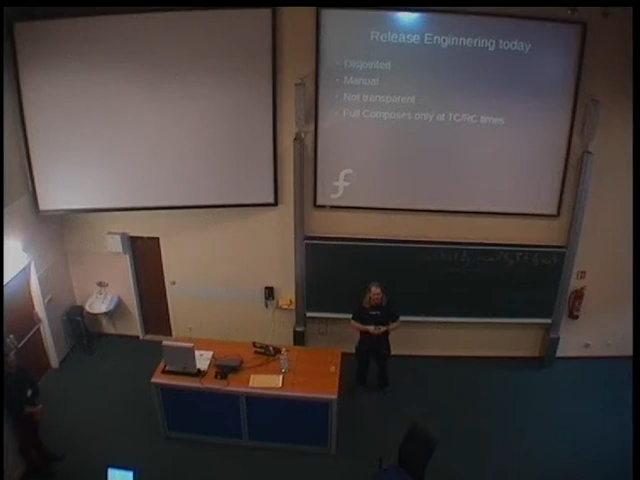 Release Enginnering today
Disjointed
Manual
Not transparent
Full Composes only at TC/RC times